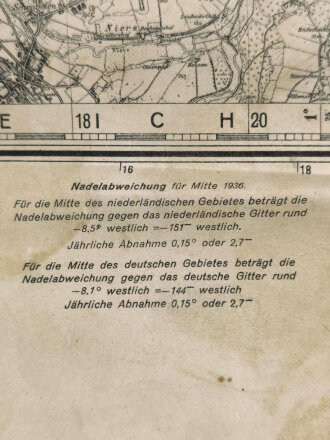 Niers
E 18 I C H 20 1°
16 18
Nadelabweichung für Mitte 1936.
Für die Mitte des niederländischen Gebietes beträgt die
Nadelabweichung gegen das niederländische Gitter rund
–8,5° westlich =–151– westlich.
Jährliche Abnahme 0,15° oder 2,7–
Für die Mitte des deutschen Gebietes beträgt die
Nadelabweichung gegen das deutsche Gitter rund
–8.1° westlich =–144– westlich
Jährliche Abnahme 0,15° oder 2,7–